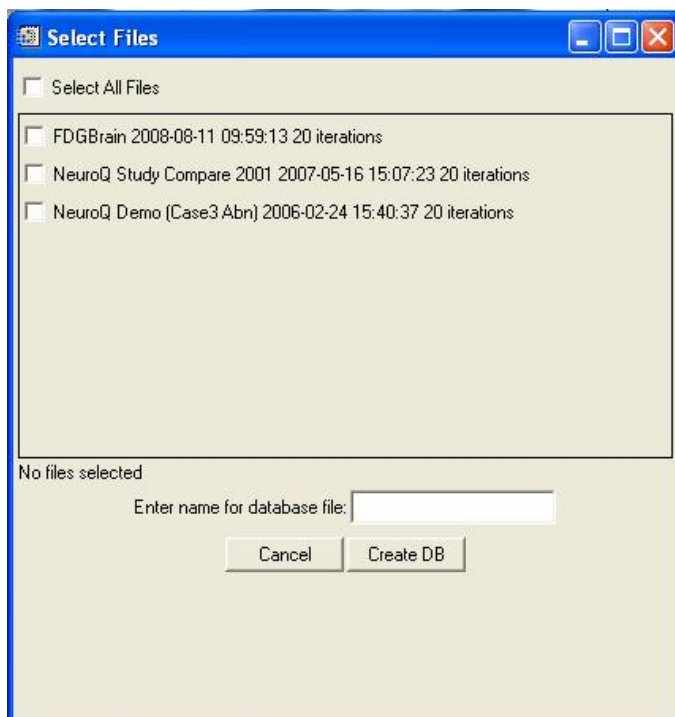 Select Files
Select All Files
FDGBrain 2008-08-11 09:59:13 20 iterations
NeuroQ Study Compare 2001 2007-05-16 15:07:23 20 iterations
NeuroQ Demo (Case3 Abn) 2006-02-24 15:40:37 20 iterations
No files selected
Enter name for database file:
Cancel Create DB